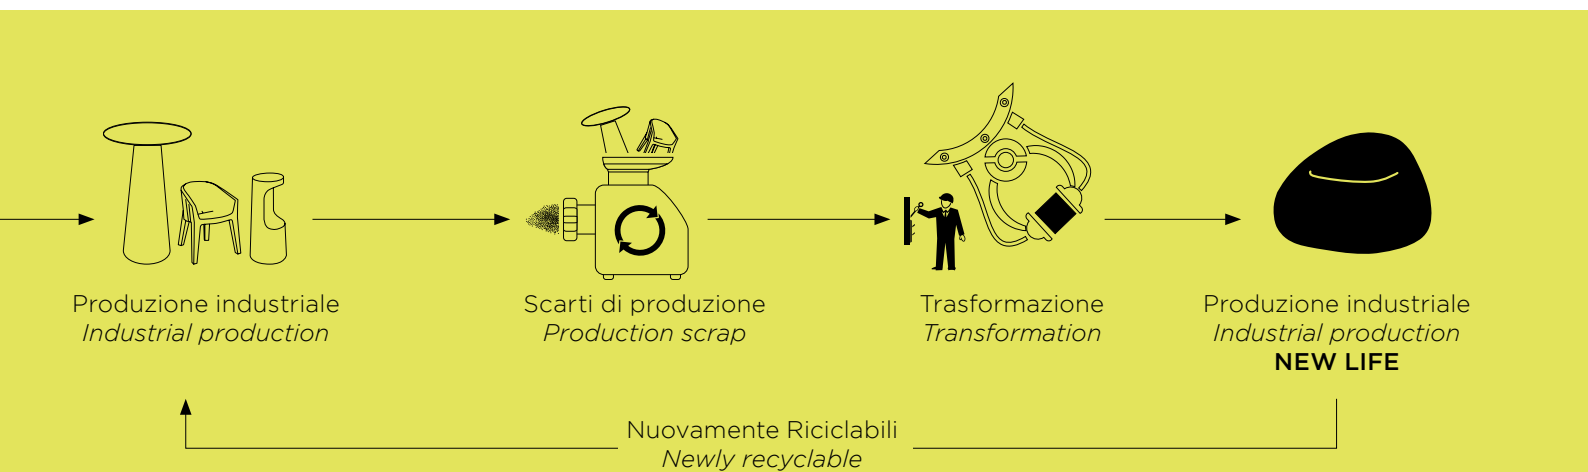 Produzione industriale
Industrial production
Scarti di produzione
Production scrap
Trasformazione
Transformation
Produzione industriale
Industrial production
NEW LIFE
Nuovamente Riciclabili
Newly recyclable